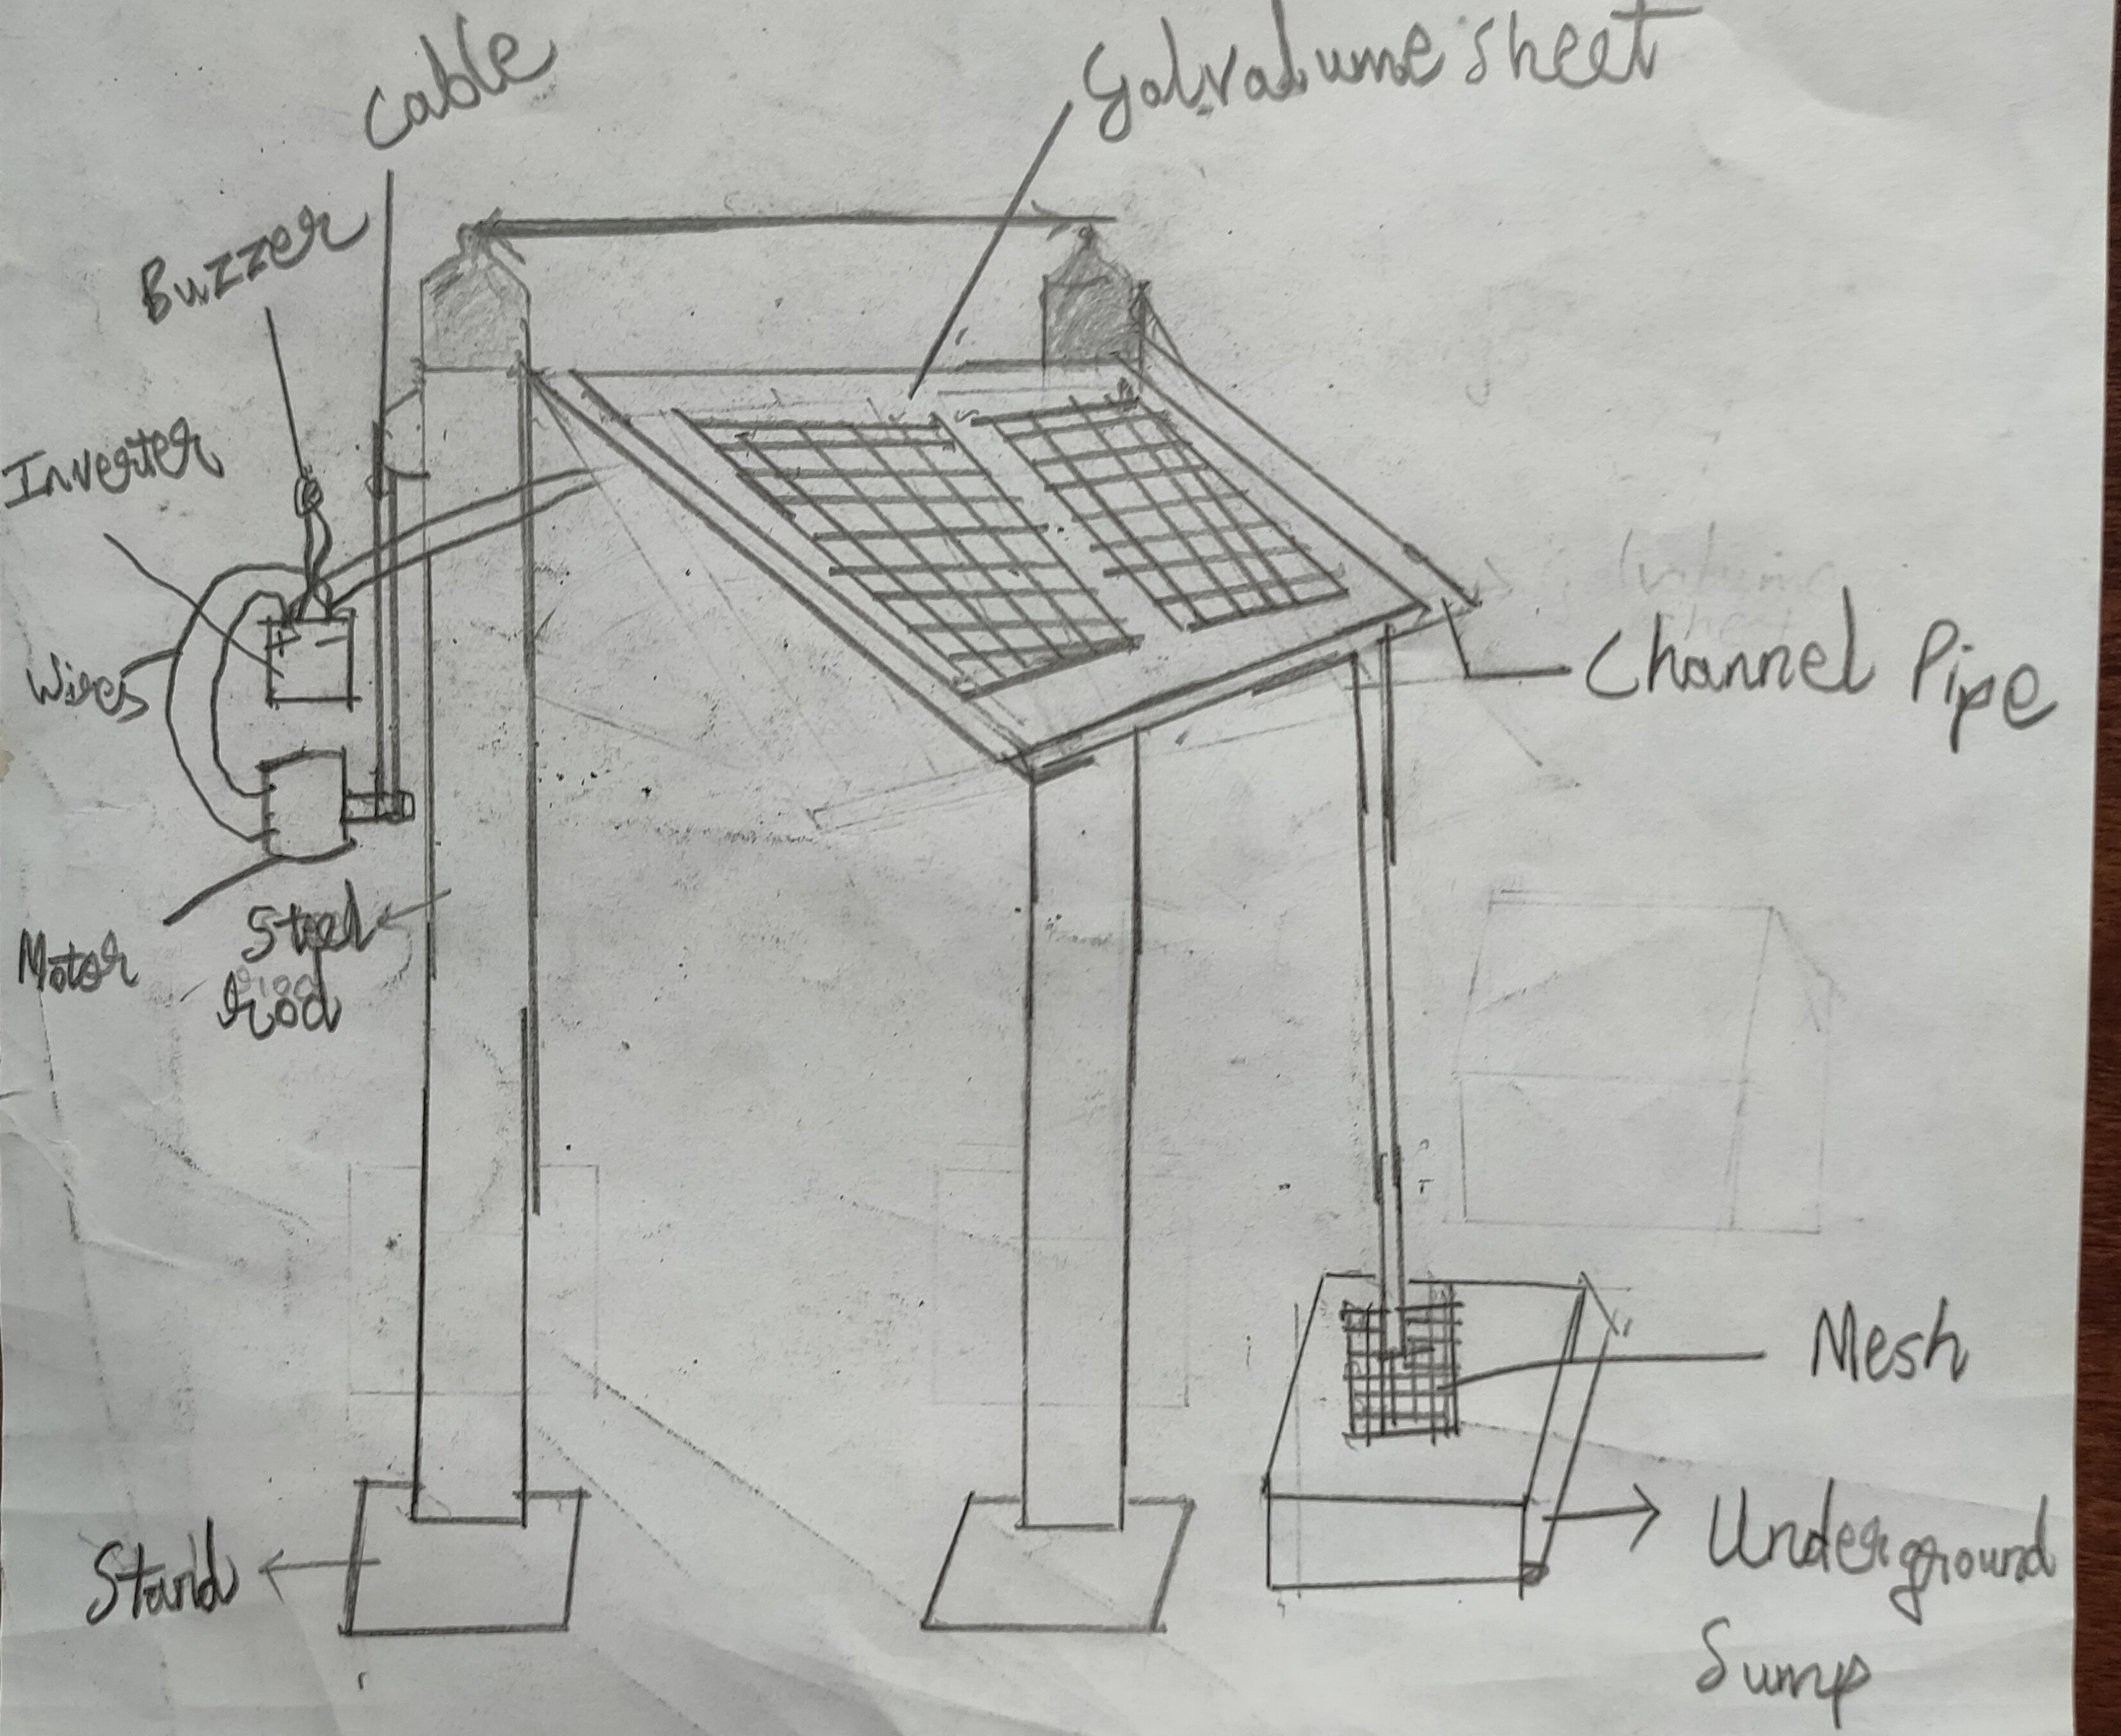 Cable
Galvalume sheet
Buzzer
Inverter
Wires
Channel Pipe
Steel
rod
Motor
Mesh
Stand
Underground
Sump